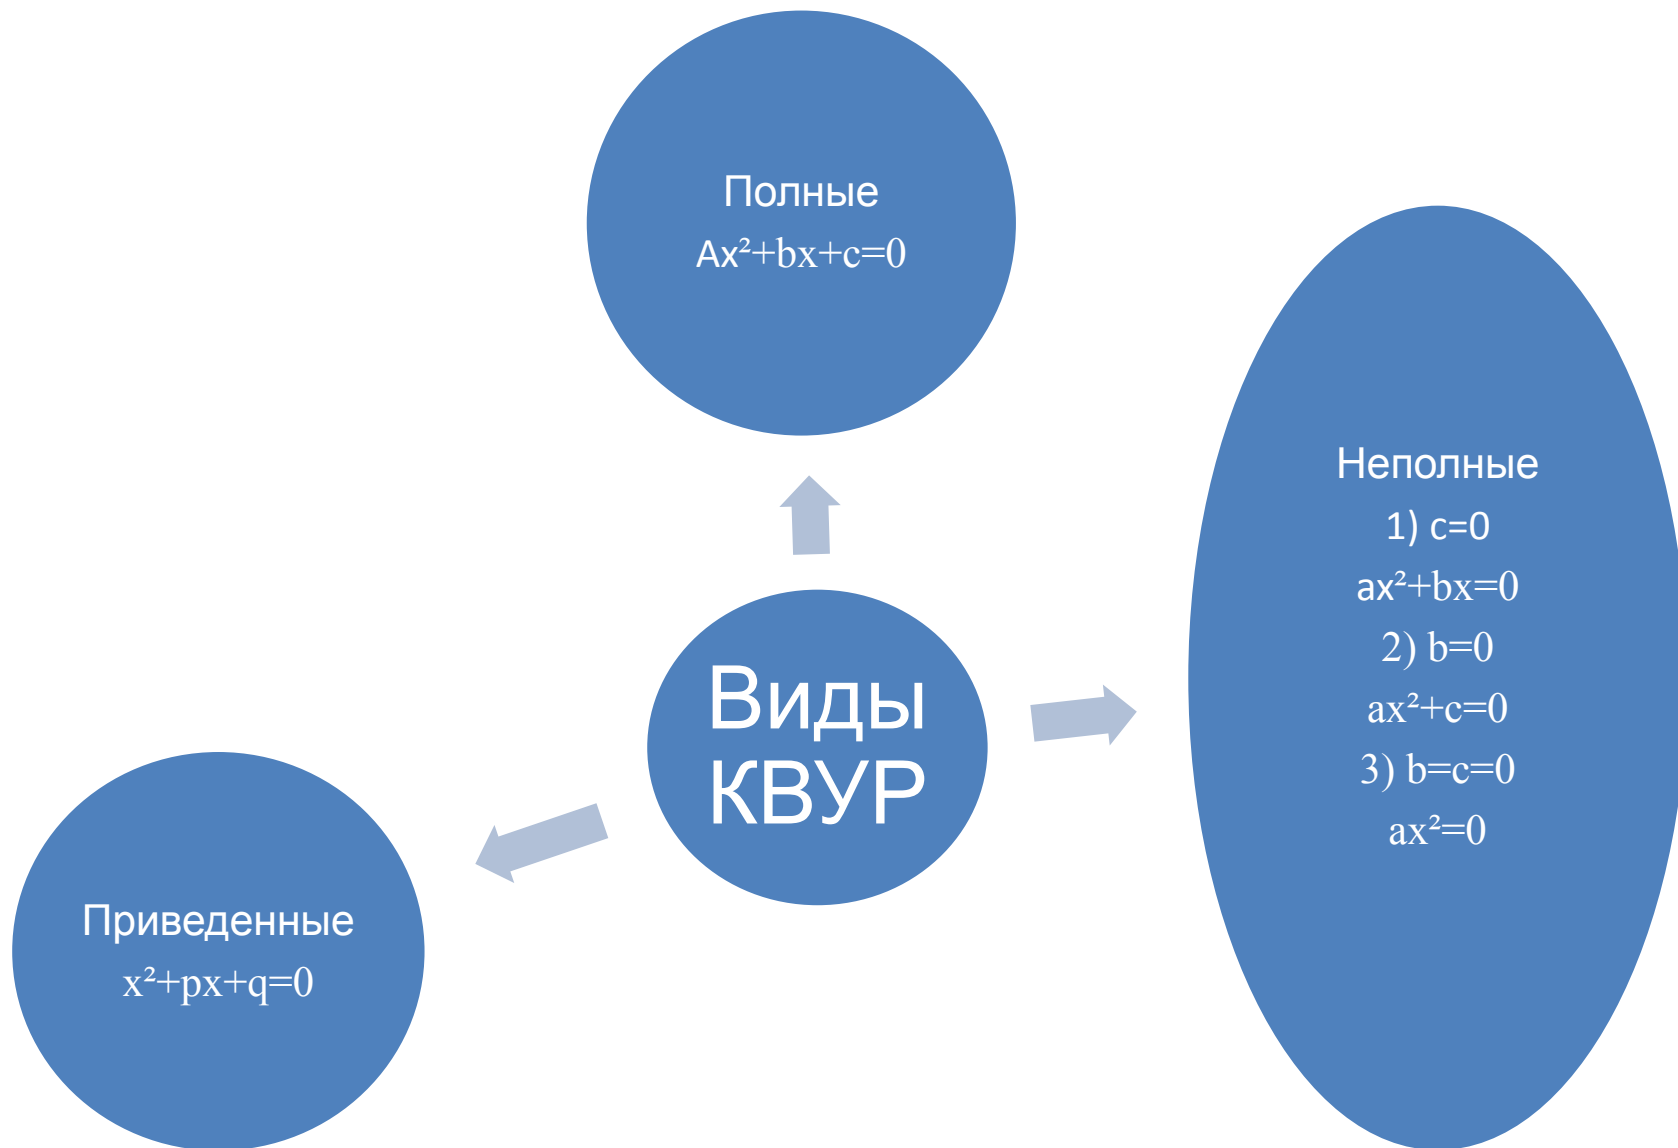 Полные
Ax²+bx+c=0
Неполные
1) c=0
ax²+bx=0
2) b=0
ax²+c=0
3) b=c=0
ax²=0
Виды
КВУР
Приведенные
x²+px+q=0